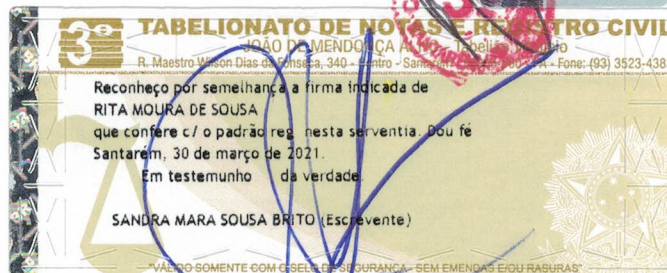 3º TABELIONATO DE NOTAS E REGISTRO CIVIL
JOÃO DE MENDONÇA
R. Maestro Wilson Dias da Fonseca, 340 - Centro - Fone: (93) 3523-438
Reconheço por semelhança a firma indicada de
RITA MOURA DE SOUSA
que confere c/ o padrão reg nesta serventia. Dou fé
Santarém, 30 de março de 2021.
Em testemunho da verdade.
SANDRA MARA SOUSA BRITO (Escrevente)
"VÁLIDO SOMENTE COM O SELO DE SEGURANÇA - SEM EMENDAS E/OU RASURAS"